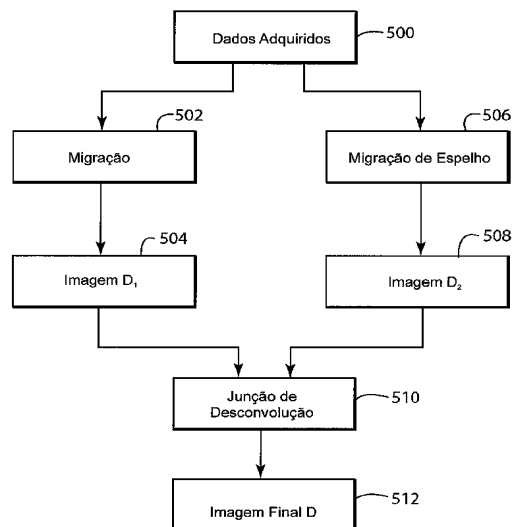 Dados Adquiridos
500
502
506
Migração
Migração de Espelho
504
508
Imagem D₁
Imagem D₂
Junção de
Desconvolução
510
Imagem Final D
512